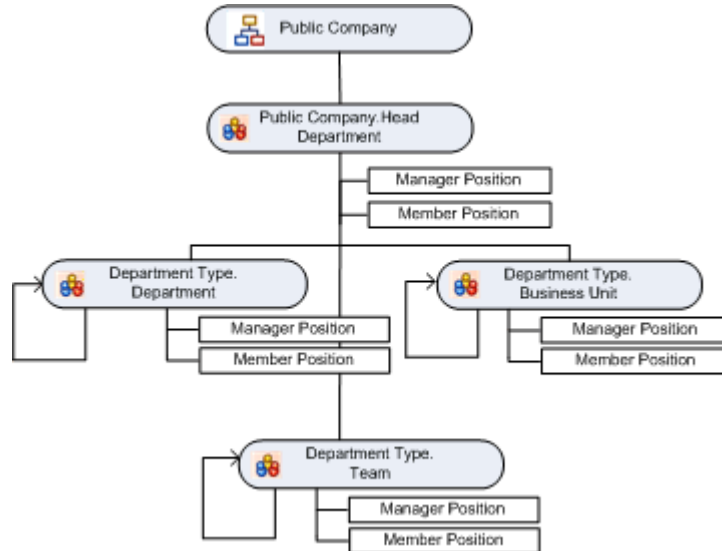 Public Company
Public Company.Head
Department
Manager Position
Member Position
Department Type.
Department
Manager Position
Member Position
Department Type.
Business Unit
Manager Position
Member Position
Department Type.
Team
Manager Position
Member Position